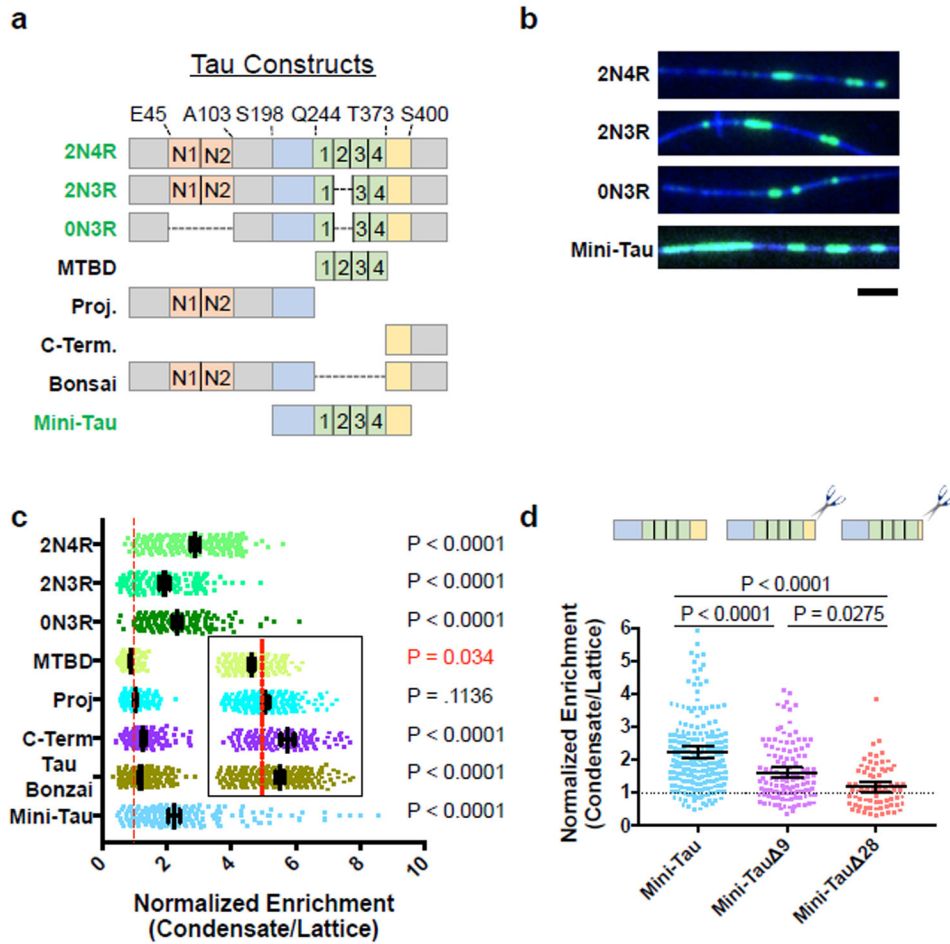 a
Tau Constructs
E45 A103 S198 Q244 T373 S400
2N4R N1 N2 1 2 3 4
2N3R N1 N2 1 3 4
0N3R 1 3 4
MTBD 1 2 3 4
Proj. N1 N2
C-Term.
Bonsai N1 N2
Mini-Tau 1 2 3 4
b
2N4R
2N3R
0N3R
Mini-Tau
c
2N4R P < 0.0001
2N3R P < 0.0001
0N3R P < 0.0001
MTBD P = 0.034
Proj P = .1136
C-Term P < 0.0001
Tau
Bonzai P < 0.0001
Mini-Tau P < 0.0001
0 2 4 6 8 10
Normalized Enrichment
(Condensate/Lattice)
d
P < 0.0001
P < 0.0001 P = 0.0275
Normalized Enrichment
(Condensate/Lattice)
6
5
4
3
2
1
0
Mini-Tau
Mini-TauΔ9
Mini-TauΔ28